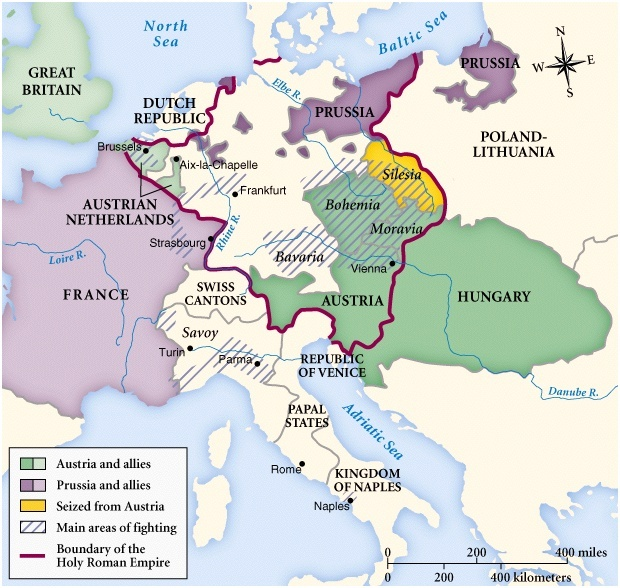 North
Sea
Baltic Sea
N
W E
S
GREAT
BRITAIN
DUTCH
REPUBLIC
Elbe R.
PRUSSIA
PRUSSIA
POLAND-
LITHUANIA
Brussels
Aix-la-Chapelle
AUSTRIAN
NETHERLANDS
Frankfurt
Silesia
Bohemia
Moravia
Strasbourg
Rhine R.
Bavaria
Vienna
Loire R.
FRANCE
SWISS
CANTONS
AUSTRIA
HUNGARY
Savoy
Turin
Parma
REPUBLIC
OF VENICE
Danube R.
PAPAL
STATES
Adriatic Sea
Rome
KINGDOM
OF NAPLES
Naples
Austria and allies
Prussia and allies
Seized from Austria
Main areas of fighting
Boundary of the
Holy Roman Empire
0 200 400 miles
0 200 400 kilometers